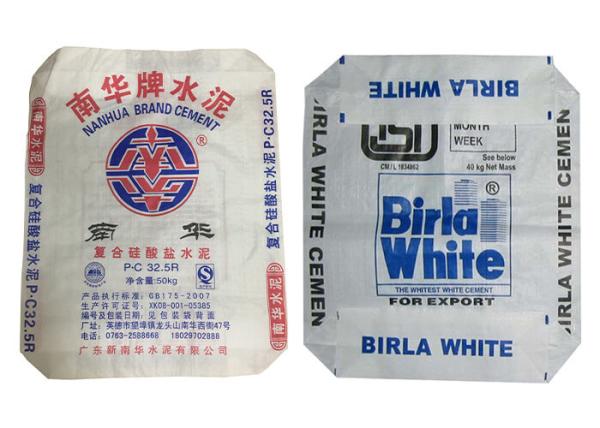 南华牌水泥
NANHUA BRAND CEMENT
®
南华水泥
复合硅酸盐水泥 P·C32.5R
南华
复合硅酸盐水泥
P·C 32.5R
净含量:50kg
产品执行标准: GB175-2007
生产许可证号: XK08-001-05385
编号及包装日期: 见包装袋背面
厂址: 英德市望埠镇龙头山南华西街47号
电话: 0763-2588668 18029702888
广东新南华水泥有限公司
复合硅酸盐水泥 P·C32.5R
南华水泥
BIRLA WHITE
BIRLA WHITE CEMEN
ISI
CM/L 1834862
MONTH
WEEK
See below
40 kg Net Mass
®
Birla
White
THE WHITEST WHITE CEMENT
FOR EXPORT
IRLA WHITE CEMEN
BIRLA WHITE